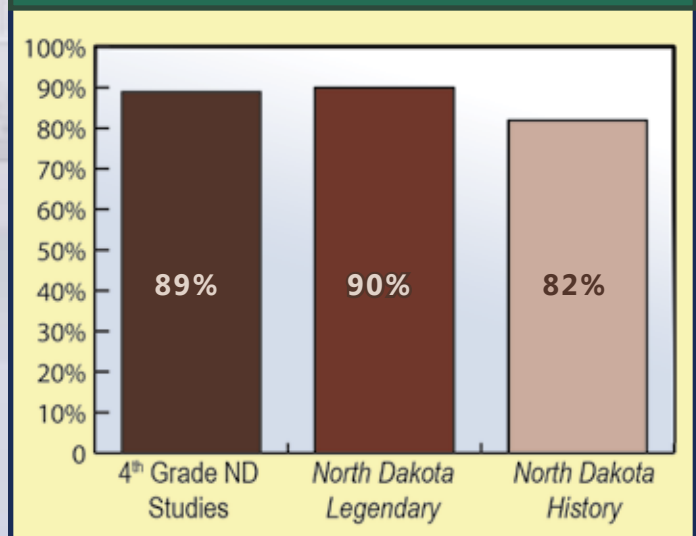 100%
90%
80%
70%
60%
50%
40%
30%
20%
10%
0
89%
90%
82%
4th Grade ND
Studies
North Dakota
Legendary
North Dakota
History